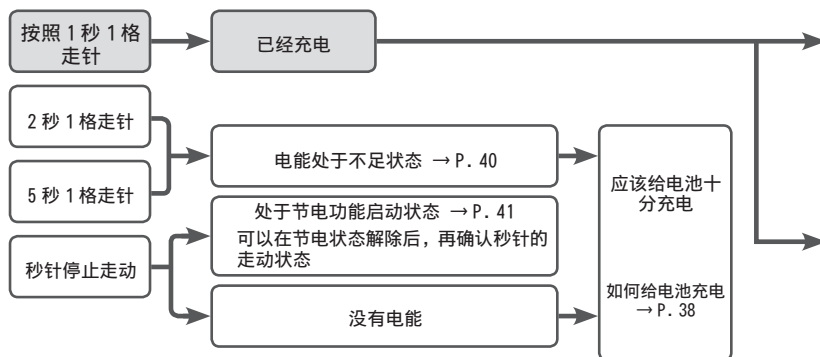 按照1秒1格
走针
已经充电
2秒1格走针
5秒1格走针
电能处于不足状态 → P. 40
处于节电功能启动状态 → P. 41
可以在节电状态解除后，再确认秒针的
走动状态
秒针停止走动
没有电能
应该给电池十
分充电
如何给电池充电
→ P. 38